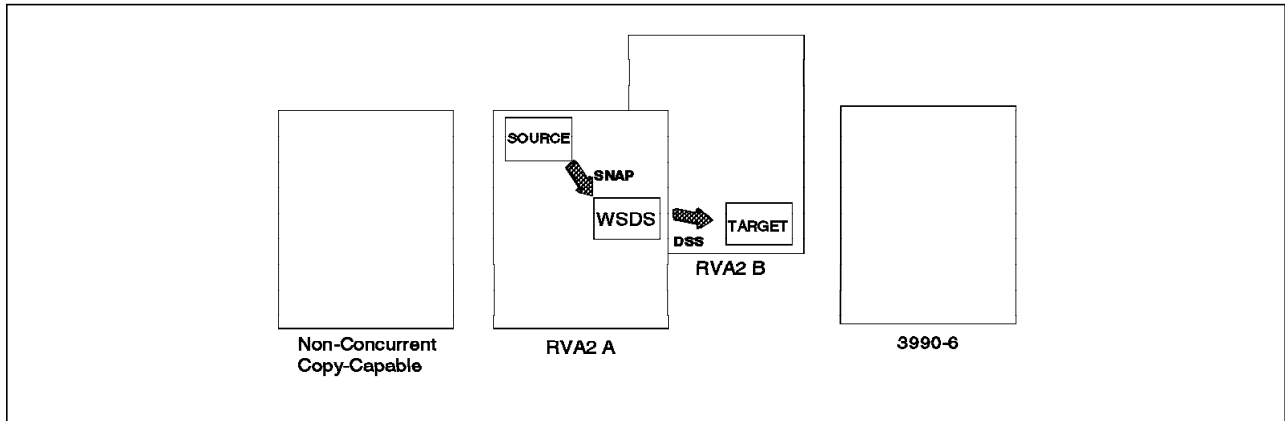 SOURCE
SNAP
WSDS
DSS
TARGET
RVA2 B
Non-Concurrent
Copy-Capable
RVA2 A
3990-6